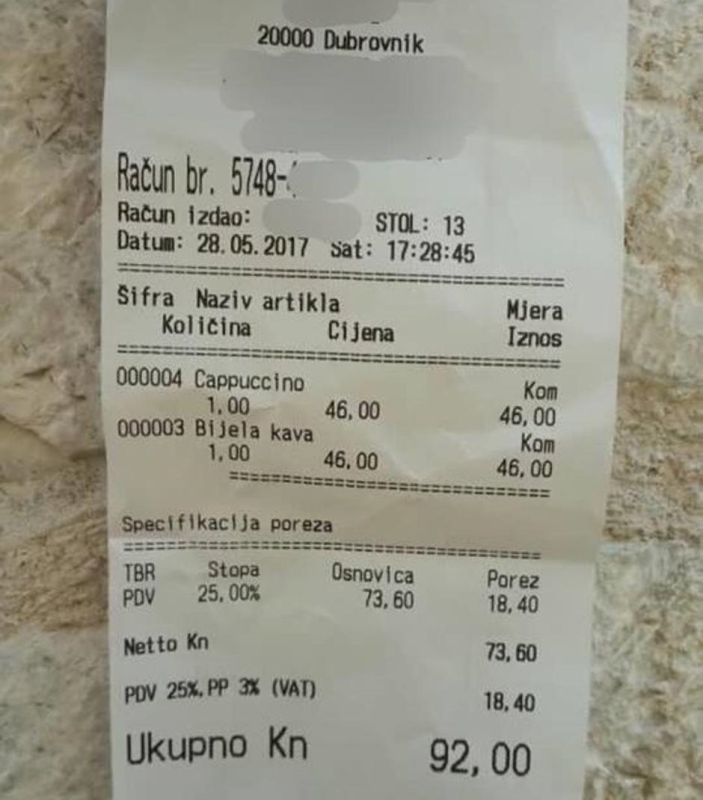 20000 Dubrovnik
Račun br. 5748-
Račun izdao: STOL: 13
Datum: 28.05.2017 Sat: 17:28:45
================================
Šifra Naziv artikla Mjera
Količina Cijena Iznos
================================
000004 Cappuccino Kom
1,00 46,00 46,00
000003 Bijela kava Kom
1,00 46,00 46,00
================================
Specifikacija poreza
================================
TBR Stopa Osnovica Porez
PDV 25,00% 73,60 18,40
Netto Kn 73,60
PDV 25%,PP 3% (VAT) 18,40
Ukupno Kn 92,00